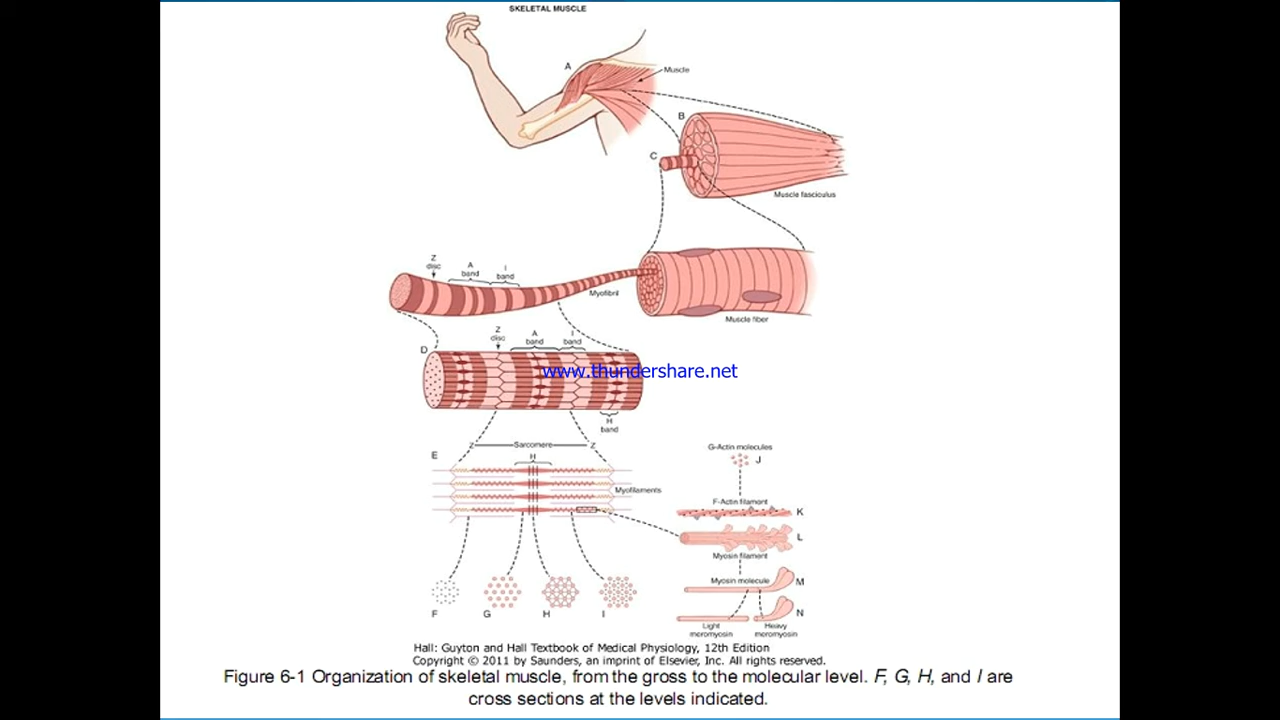 SKELETAL MUSCLE
A
Muscle
B
C
Muscle fasciculus
Z
disc
A
band
I
band
Myofibril
Muscle fiber
Z
disc
A
band
I
band
D
www.thundershare.net
H
band
Z
Sarcomere
Z
E
H
Myofilaments
G-Actin molecules
J
F-Actin filament
K
L
Myosin filament
Myosin molecule
M
N
F
G
H
I
Light
meromyosin
Heavy
meromyosin
Hall: Guyton and Hall Textbook of Medical Physiology, 12th Edition
Copyright © 2011 by Saunders, an imprint of Elsevier, Inc. All rights reserved.
Figure 6-1 Organization of skeletal muscle, from the gross to the molecular level. F, G, H, and I are
cross sections at the levels indicated.